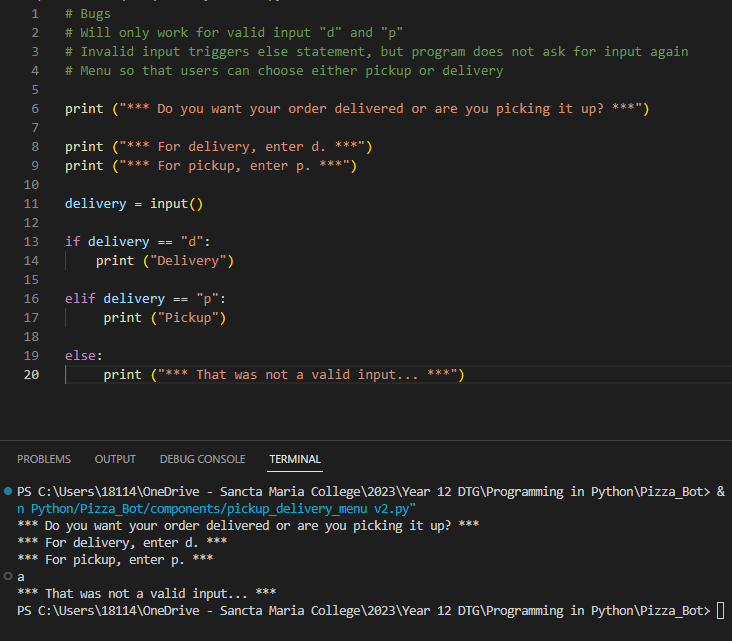 1 # Bugs
2 # Will only work for valid input "d" and "p"
3 # Invalid input triggers else statement, but program does not ask for input again
4 # Menu so that users can choose either pickup or delivery
5
6 print ("*** Do you want your order delivered or are you picking it up? ***")
7
8 print ("*** For delivery, enter d. ***")
9 print ("*** For pickup, enter p. ***")
10
11 delivery = input()
12
13 if delivery == "d":
14     print ("Delivery")
15
16 elif delivery == "p":
17      print ("Pickup")
18
19 else:
20      print ("*** That was not a valid input... ***")
PROBLEMS OUTPUT DEBUG CONSOLE TERMINAL
PS C:\Users\18114\OneDrive - Sancta Maria College\2023\Year 12 DTG\Programming in Python\Pizza_Bot> &
n Python/Pizza_Bot/components/pickup_delivery_menu v2.py"
*** Do you want your order delivered or are you picking it up? ***
*** For delivery, enter d. ***
*** For pickup, enter p. ***
a
*** That was not a valid input... ***
PS C:\Users\18114\OneDrive - Sancta Maria College\2023\Year 12 DTG\Programming in Python\Pizza_Bot>